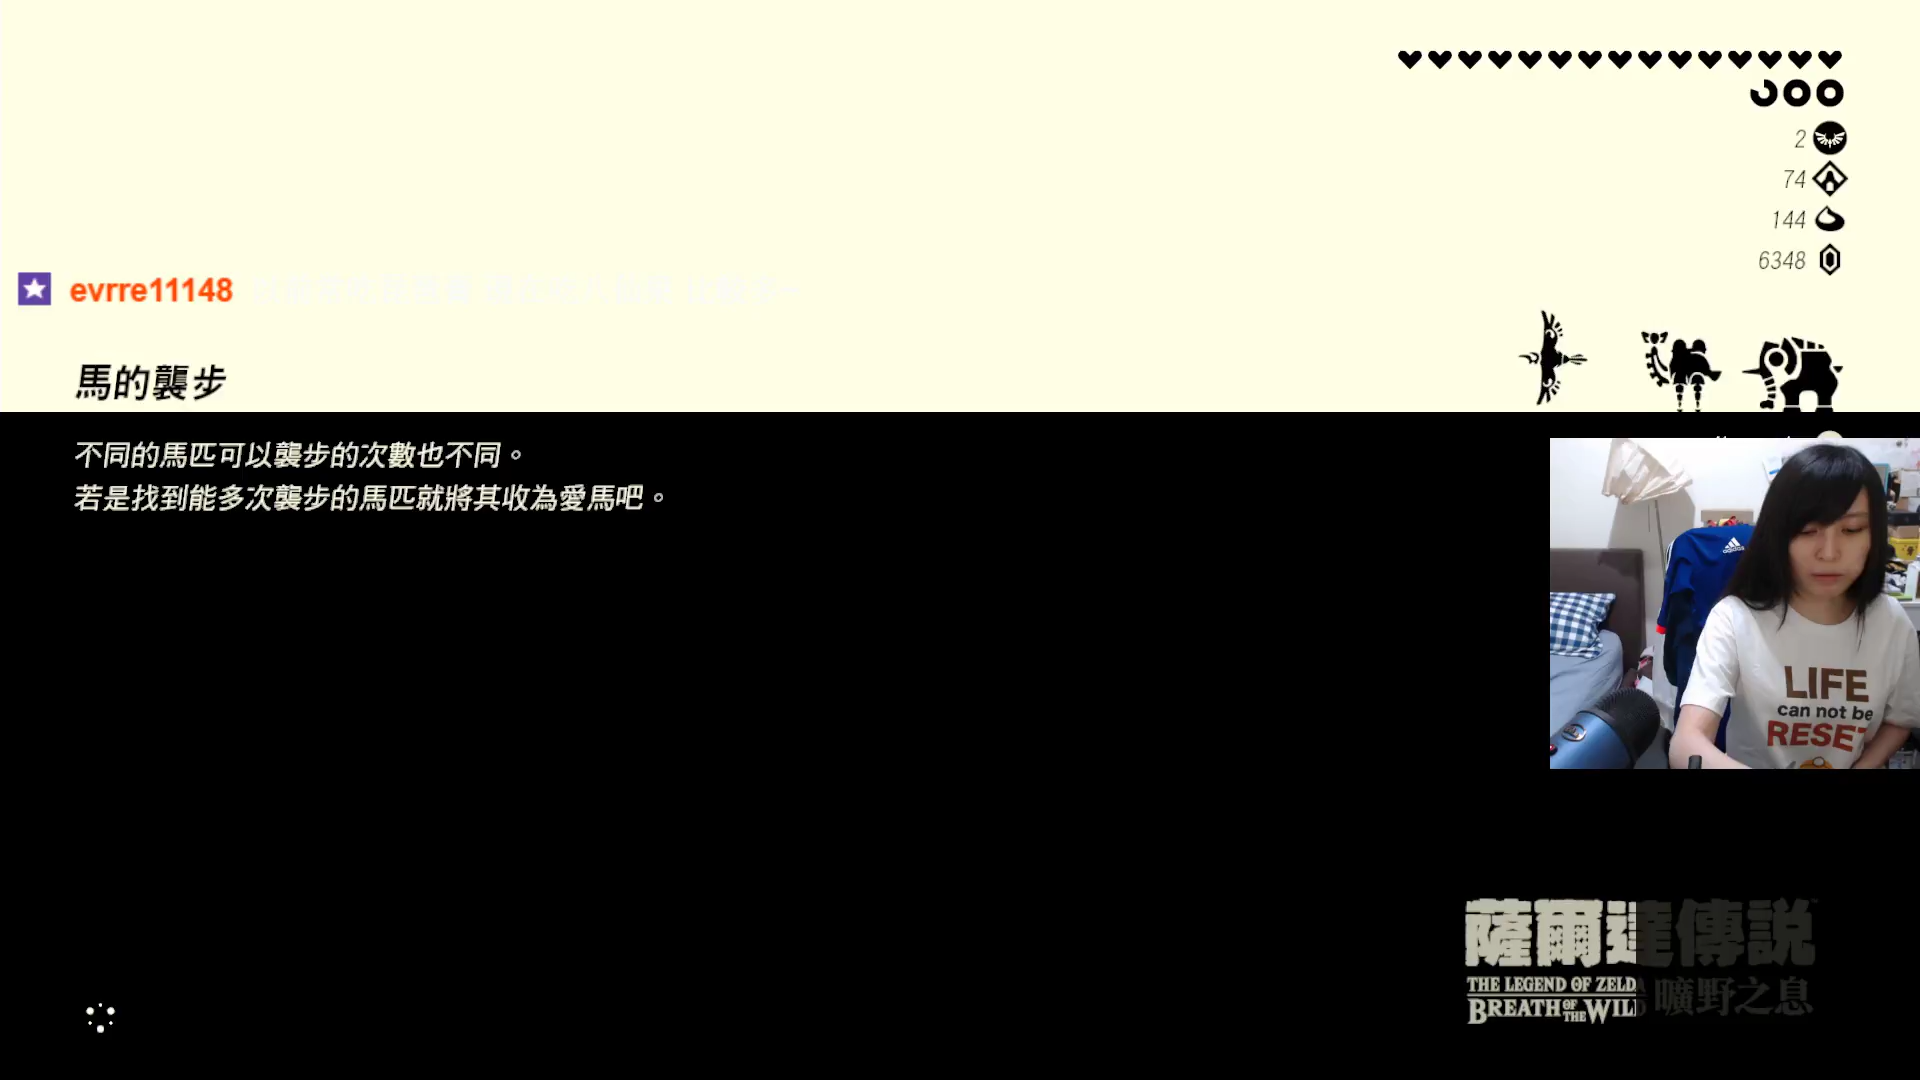 2
74
144
6348
evrre11148
馬的襲步
不同的馬匹可以襲步的次數也不同。
若是找到能多次襲步的馬匹就將其收為愛馬吧。
adidas
LIFE
can not be
RESET
薩爾達傳説
THE LEGEND OF ZELDA
BREATH OF THE WILD 曠野之息